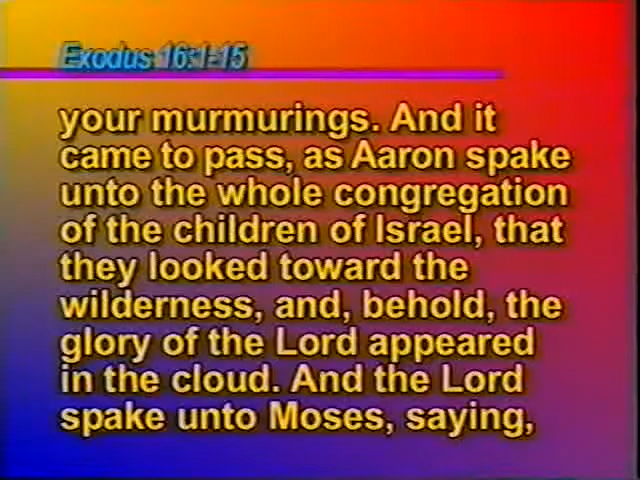 Exodus 16:1-15
your murmurings. And it
came to pass, as Aaron spake
unto the whole congregation
of the children of Israel, that
they looked toward the
wilderness, and, behold, the
glory of the Lord appeared
in the cloud. And the Lord
spake unto Moses, saying,